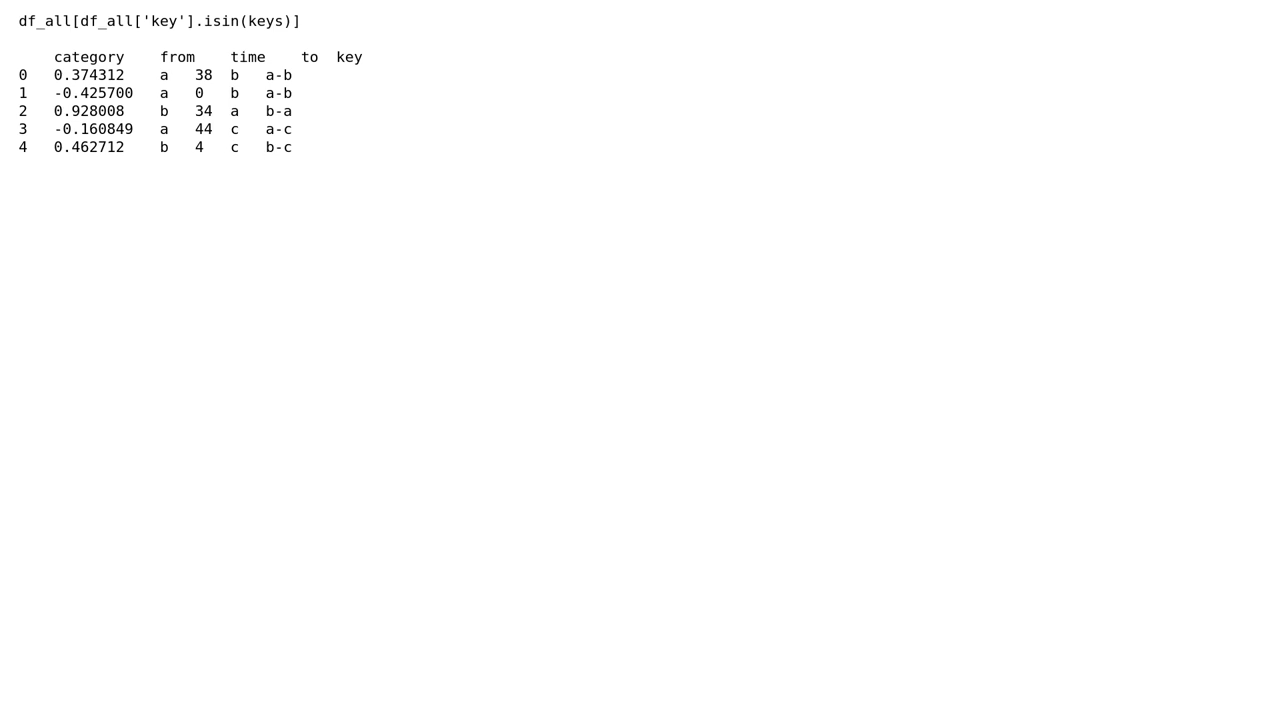 df_all[df_all['key'].isin(keys)]

    category    from    time    to  key
0   0.374312    a   38  b   a-b
1   -0.425700   a   0   b   a-b
2   0.928008    b   34  a   b-a
3   -0.160849   a   44  c   a-c
4   0.462712    b   4   c   b-c